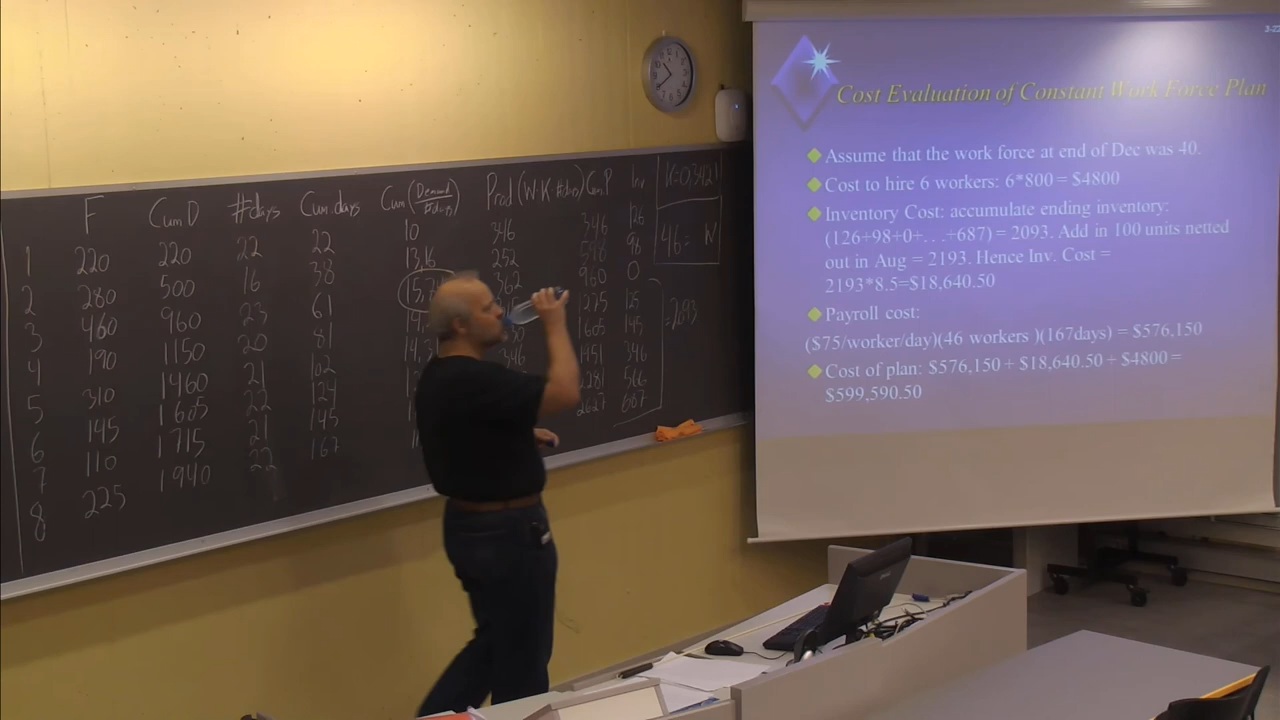 F CumD #days Cum.days Cum(Demand/#days) Prod(W·K·#days) Cum.P Inv
1 220 220 22 22 10 346 346 126
2 280 500 16 38 13,16 252 598 98
3 460 960 23 61 15,7 362 960 0
4 190 1150 20 81 1275 125
5 310 1460 21 102 14,3 1605 145
6 145 1605 22 124 346 1951 346
7 110 1715 21 145 2281 566
8 225 1940 22 167 2627 687
K=0,3421
46= W
=2093
3-22
Cost Evaluation of Constant Work Force Plan
Assume that the work force at end of Dec was 40.
Cost to hire 6 workers: 6*800 = $4800
Inventory Cost: accumulate ending inventory:
(126+98+0+. . .+687) = 2093. Add in 100 units netted
out in Aug = 2193. Hence Inv. Cost =
2193*8.5=$18,640.50
Payroll cost:
($75/worker/day)(46 workers )(167days) = $576,150
Cost of plan: $576,150 + $18,640.50 + $4800 =
$599,590.50